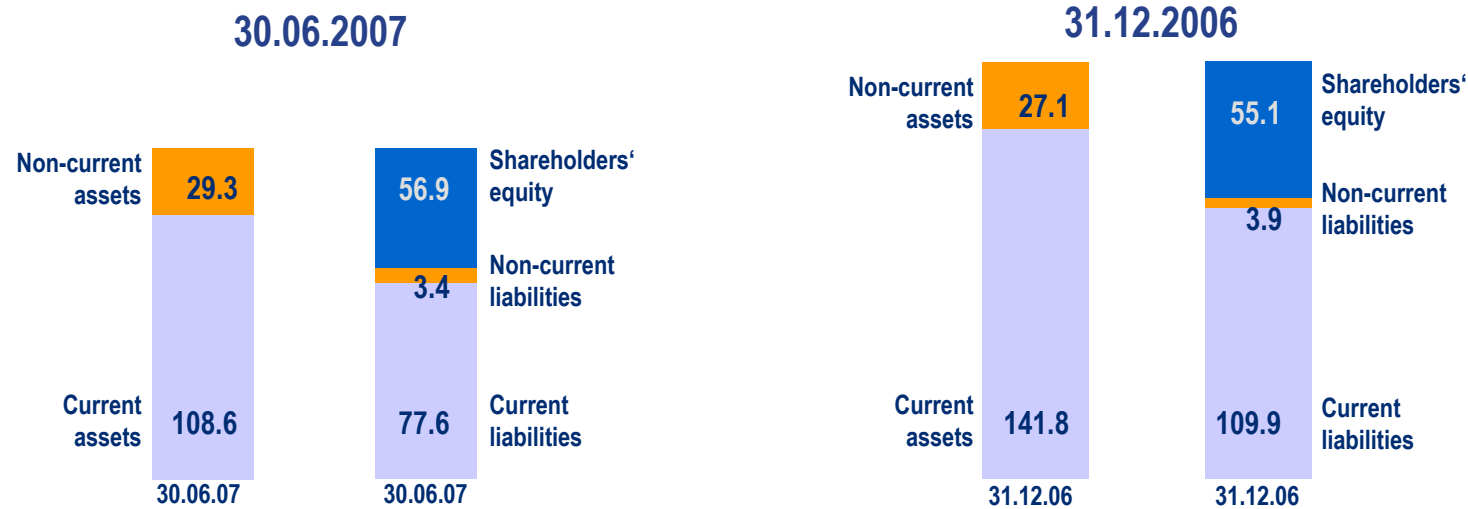 30.06.2007
Non-current
assets
29.3
56.9
Shareholders‘
equity
Non-current
liabilities
3.4
Current
assets
108.6
77.6
Current
liabilities
30.06.07
30.06.07
31.12.2006
Non-current
assets
27.1
55.1
Shareholders‘
equity
Non-current
liabilities
3.9
Current
assets
141.8
109.9
Current
liabilities
31.12.06
31.12.06